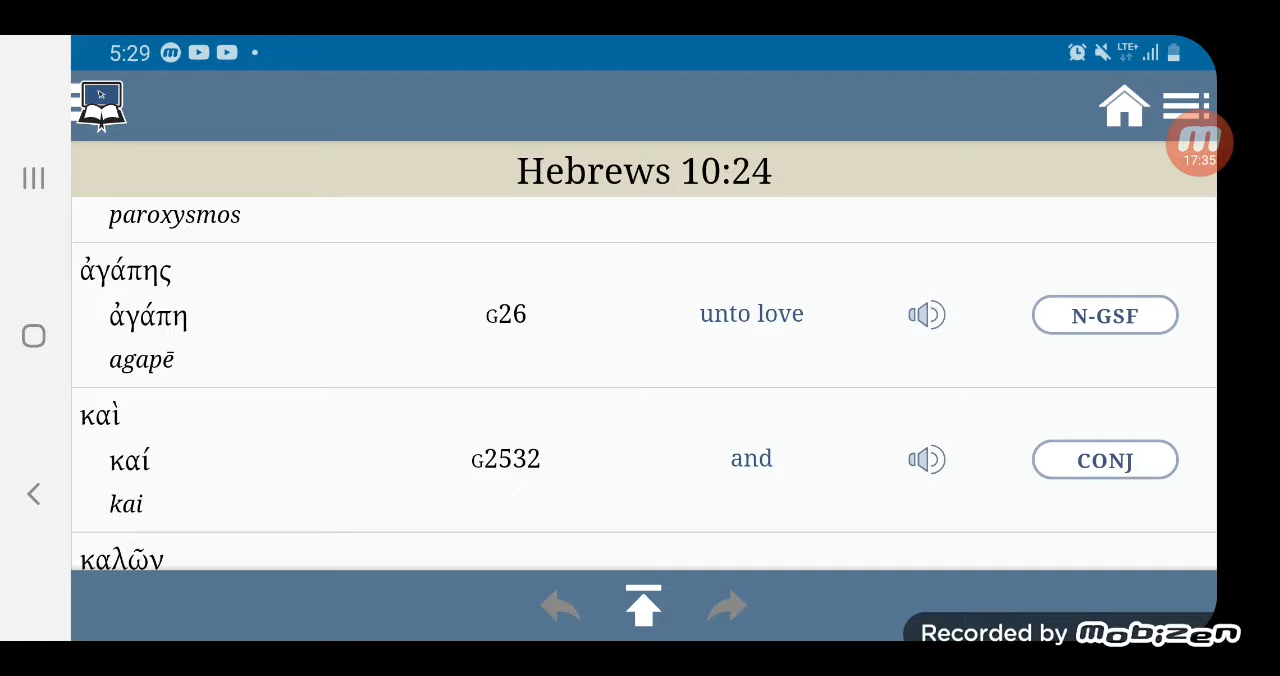 5:29
LTE+
17:35
Hebrews 10:24
paroxysmos
ἀγάπης
ἀγάπη G26 unto love N-GSF
agapē
καὶ
καί G2532 and CONJ
kai
καλῶν
Recorded by Mobizen